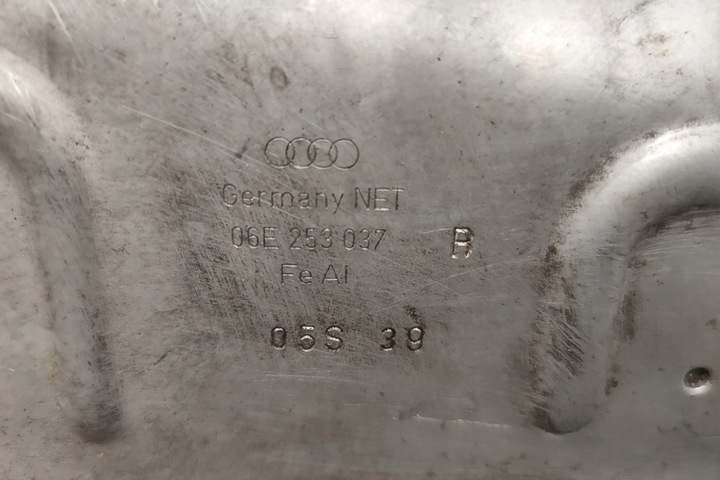 Germany NET
06E 253 037 B
Fe Al
05S 39